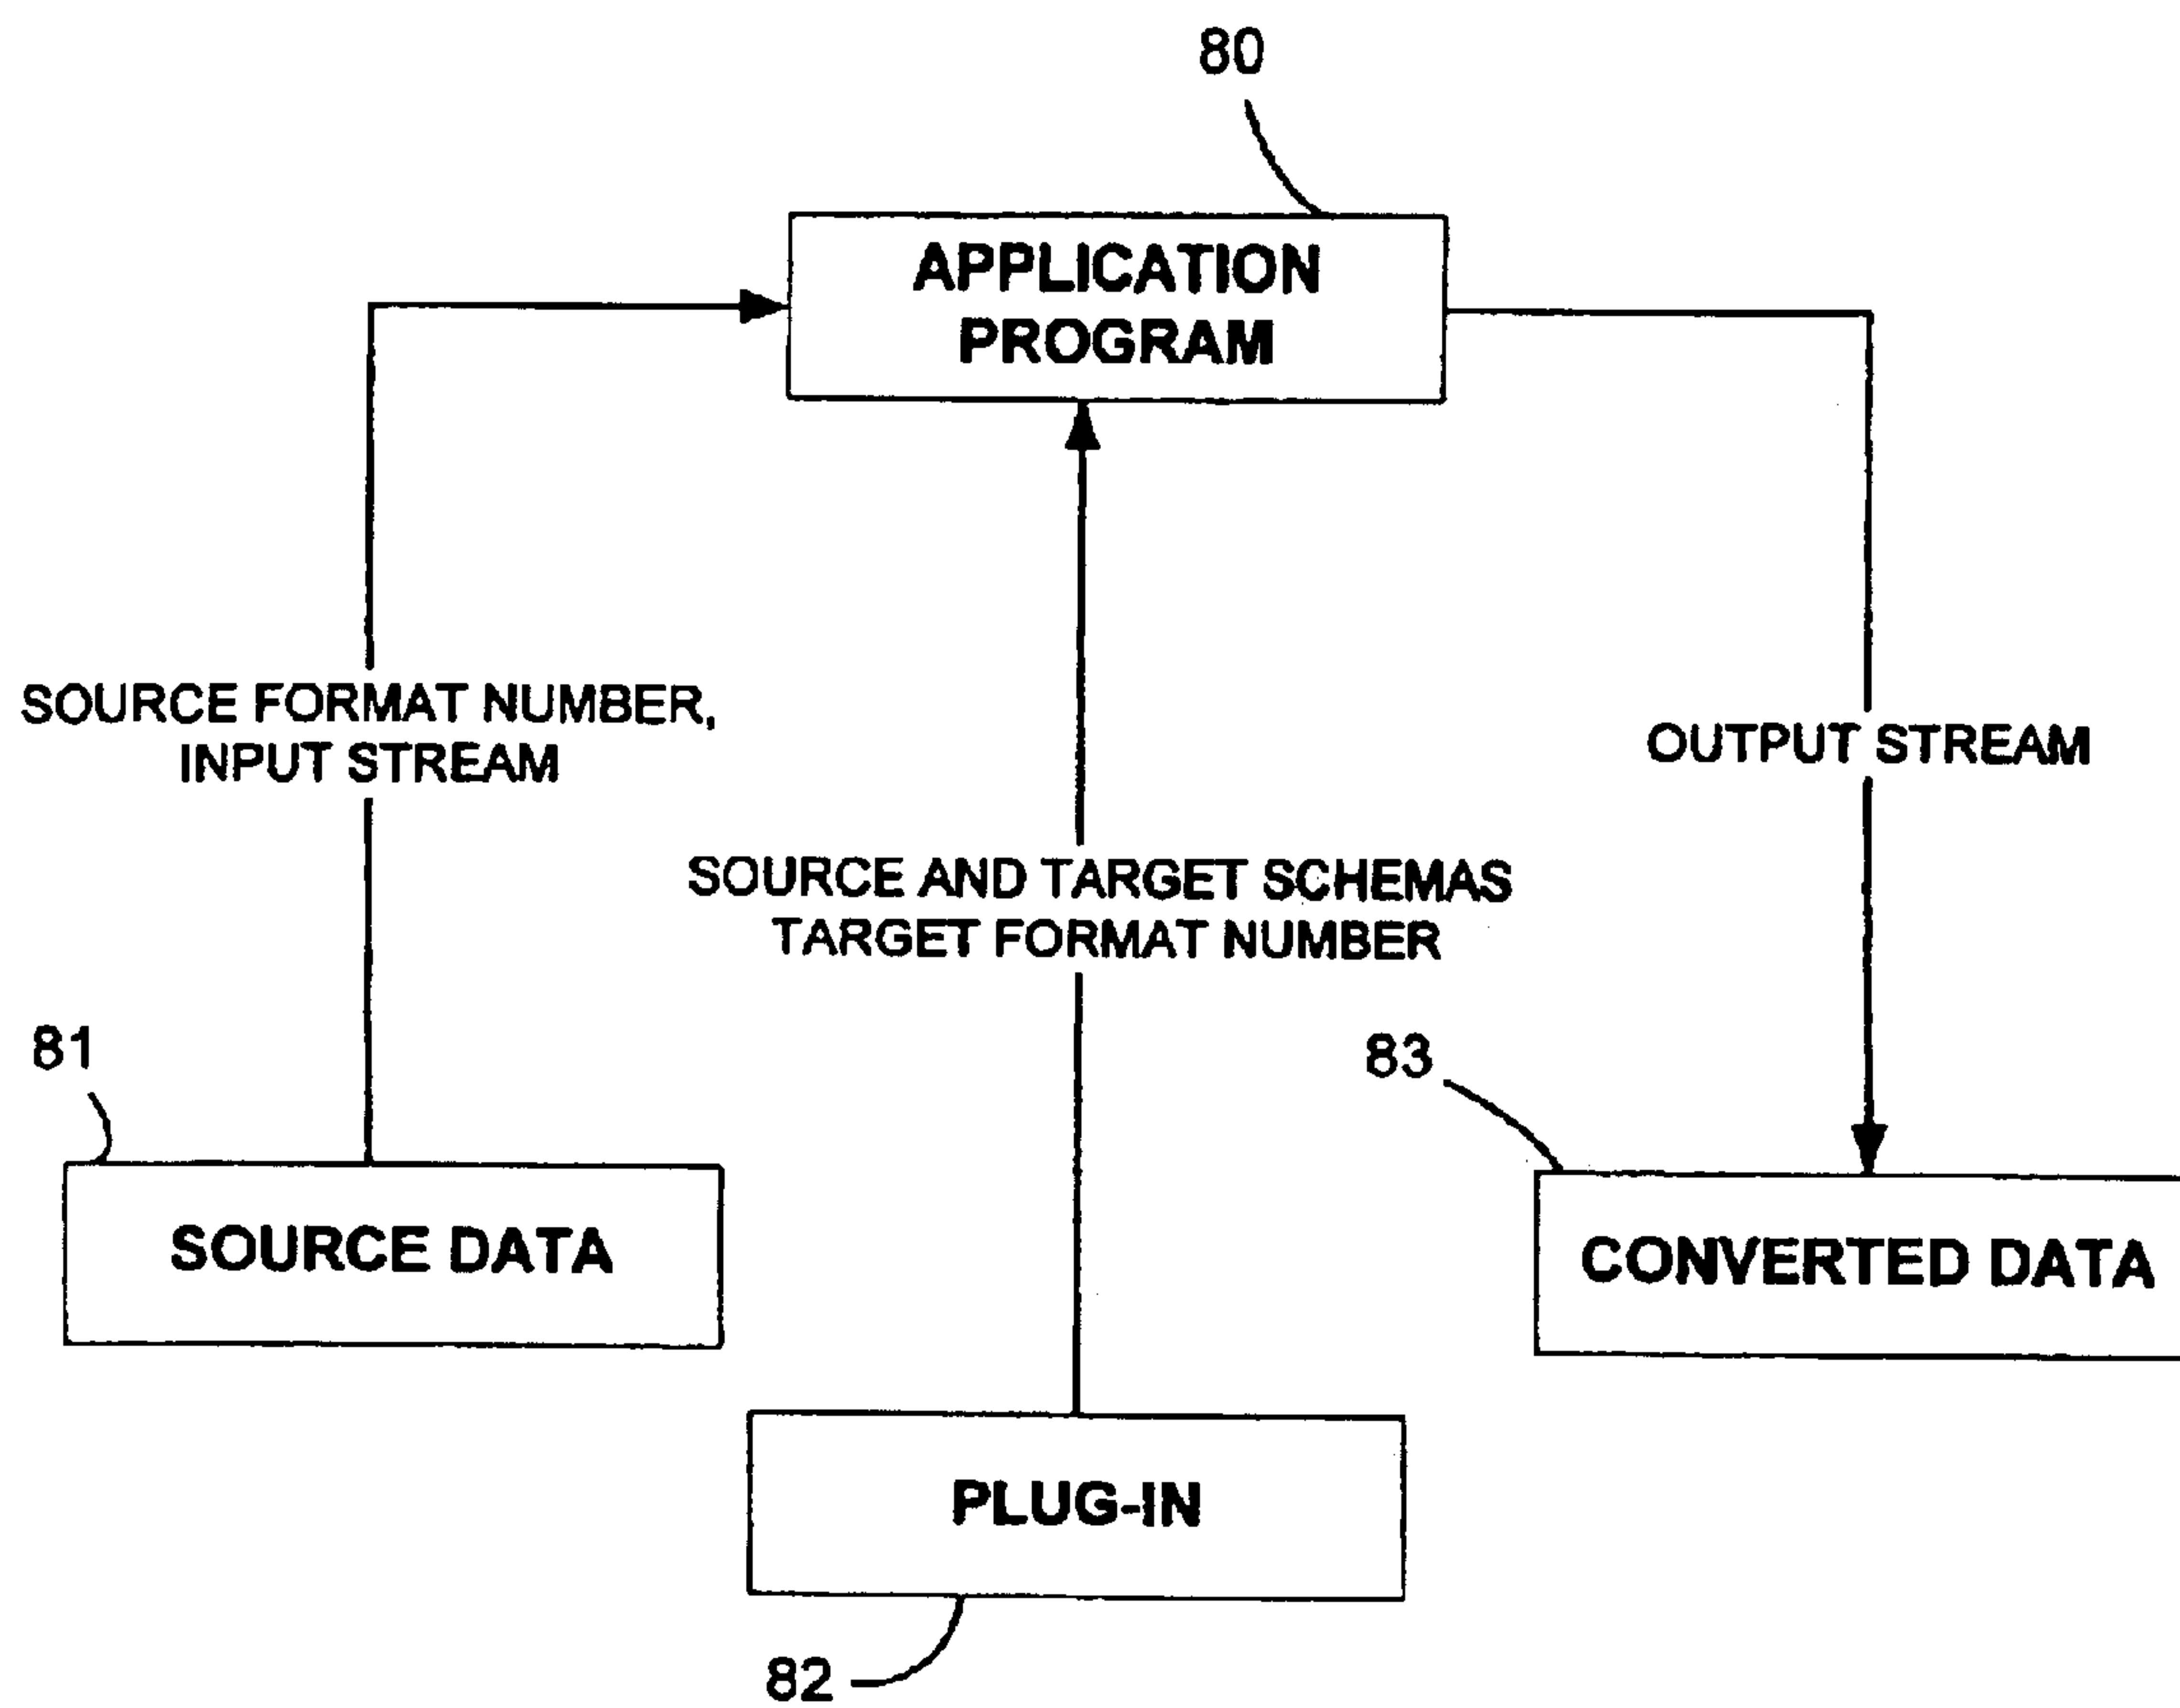 80
APPLICATION
PROGRAM
SOURCE FORMAT NUMBER,
INPUT STREAM
OUTPUT STREAM
SOURCE AND TARGET SCHEMAS
TARGET FORMAT NUMBER
81
83
SOURCE DATA
CONVERTED DATA
PLUG-IN
82